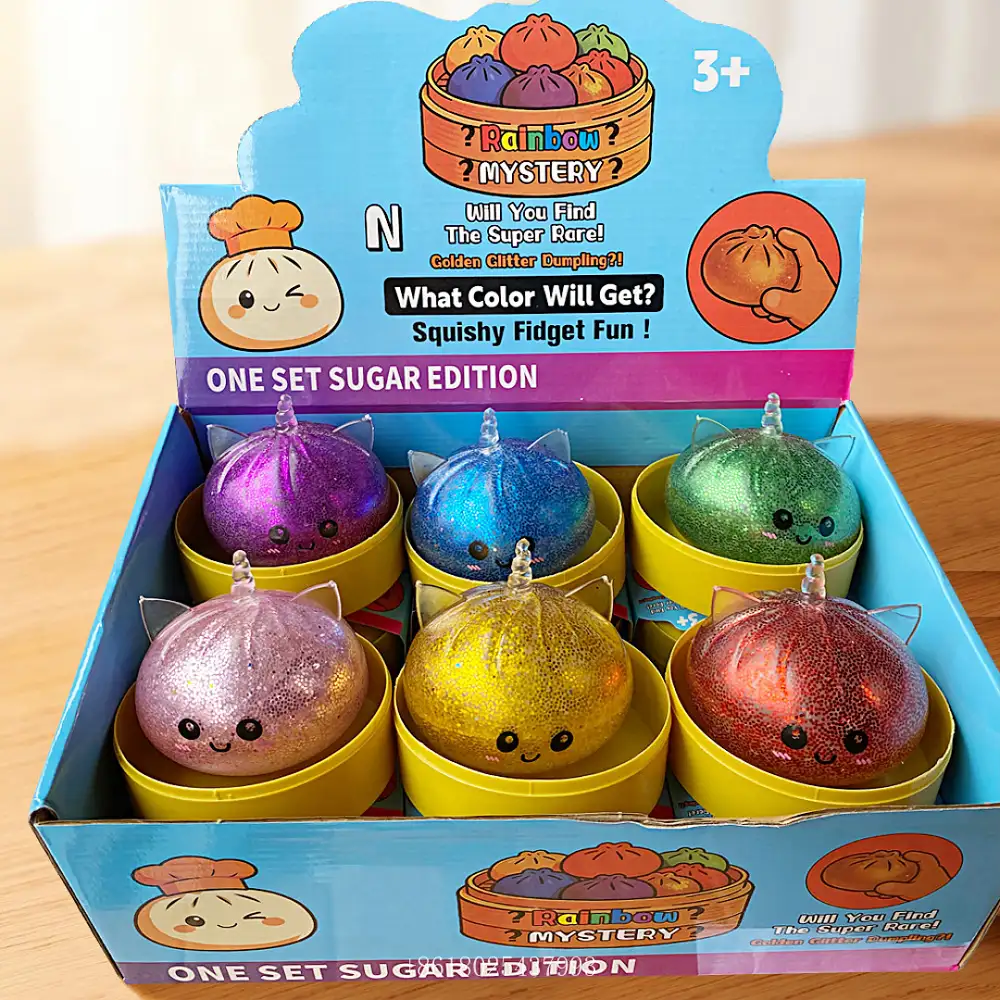 3+
? Rainbow ?
? MYSTERY ?
N
Will You Find
The Super Rare!
Golden Glitter Dumpling?!
What Color Will Get?
Squishy Fidget Fun !
ONE SET SUGAR EDITION
3+
? Rainbow ?
? MYSTERY ?
Will You Find
The Super Rare!
Golden Glitter Dumpling?!
ONE SET SUGAR EDITION